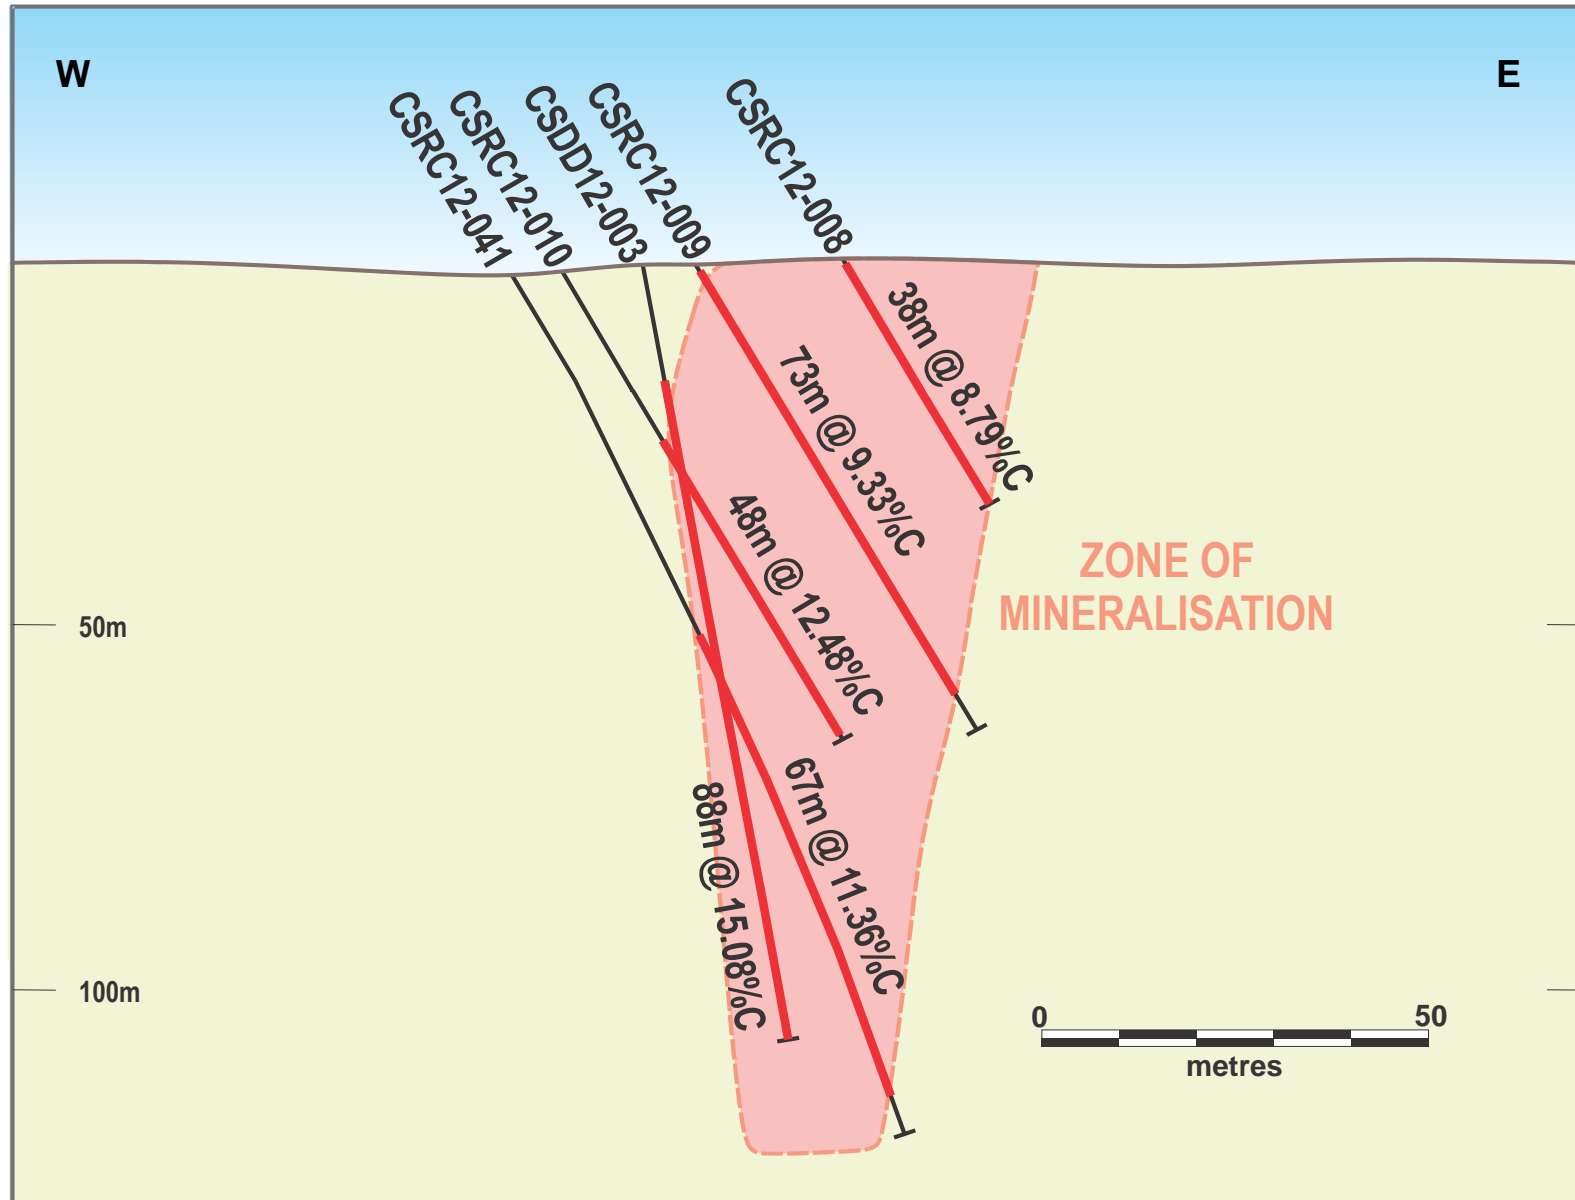 W
E
CSRC12-041
CSRC12-010
CSDD12-003
CSRC12-009
CSRC12-008
38m @ 8.79%C
73m @ 9.33%C
48m @ 12.48%C
67m @ 11.36%C
88m @ 15.08%C
ZONE OF
MINERALISATION
50m
100m
0 50
metres